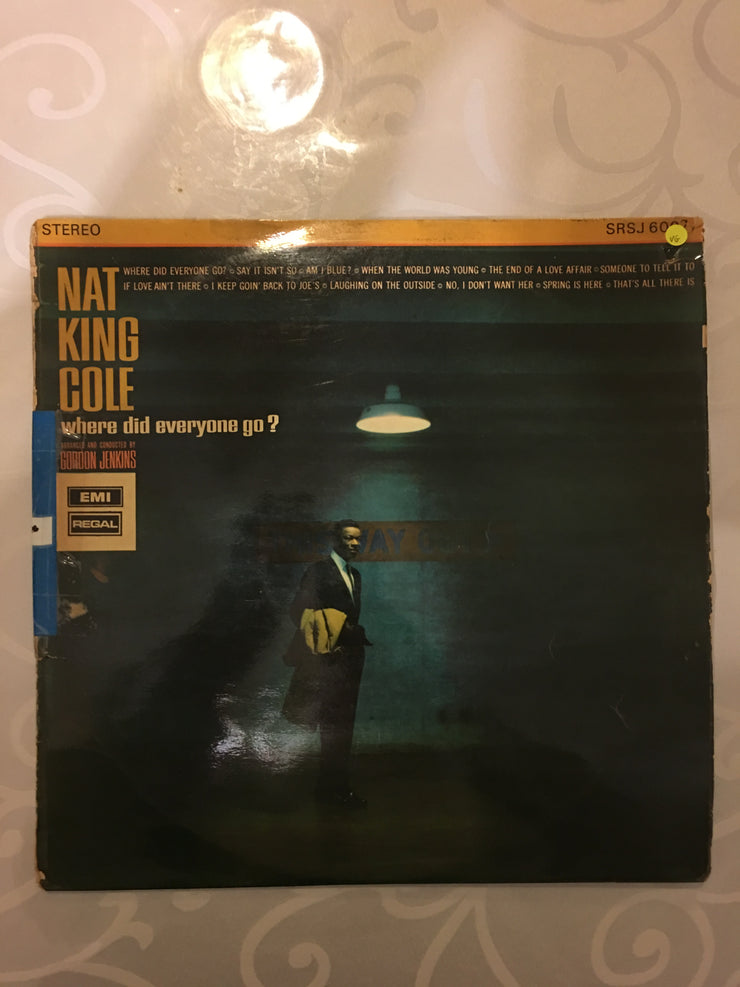 STEREO
SRSJ
VG
NAT
KING
COLE
WHERE DID EVERYONE GO? o SAY IT ISN'T SO o AM I BLUE? o WHEN THE WORLD WAS YOUNG o THE END OF A LOVE AFFAIR o SOMEONE TO TELL IT TO
IF LOVE AIN'T THERE o I KEEP GOIN' BACK TO JOE'S o LAUGHING ON THE OUTSIDE o NO, I DON'T WANT HER o SPRING IS HERE o THAT'S ALL THERE IS
where did everyone go?
ARRANGED AND CONDUCTED BY
GORDON JENKINS
EMI
REGAL